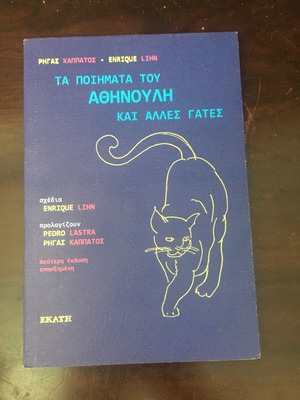 ΡΗΓΑΣ ΚΑΠΠΑΤΟΣ - ENRIQUE LIHN
ΤΑ ΠΟΙΗΜΑΤΑ ΤΟΥ
ΑΘΗΝΟΥΛΗ
ΚΑΙ ΑΛΛΕΣ ΓΑΤΕΣ
σχέδια
ENRIQUE LIHN
προλογίζουν
PEDRO LASTRA
ΡΗΓΑΣ ΚΑΠΠΑΤΟΣ
δεύτερη έκδοση
επαυξημένη
ΕΚΑΤΗ